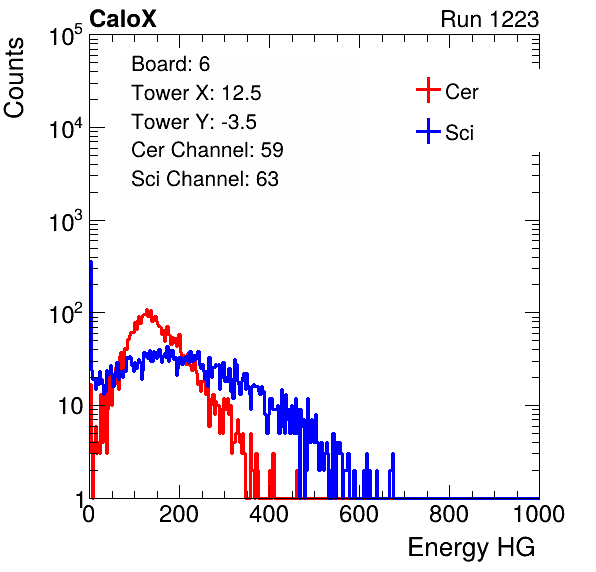 CaloX Run 1223
Counts
10^5
10^4
10^3
10^2
10
1
Board: 6
Tower X: 12.5
Tower Y: -3.5
Cer Channel: 59
Sci Channel: 63
Cer
Sci
0 200 400 600 800 1000
Energy HG